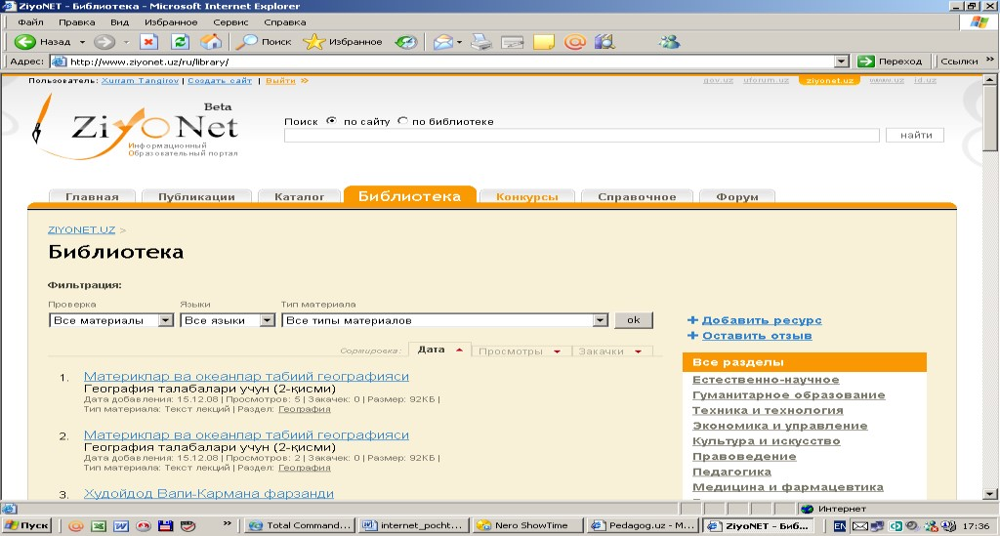 ZiyoNET - Библиотека - Microsoft Internet Explorer
Файл Правка Вид Избранное Сервис Справка
Назад Поиск Избранное
Адрес: http://www.ziyonet.uz/ru/library/ Переход Ссылки »
Пользователь: Xurram Tangirov | Создать сайт | Выйти >>
gov.uz uforum.uz ziyonet.uz www.uz id.uz
Beta
ZiyoNet
Информационный
Образовательный портал
Поиск по сайту по библиотеке
найти
Главная Публикации Каталог Библиотека Конкурсы Справочное Форум
ZIYONET.UZ >
Библиотека
Фильтрация:
Проверка Языки Тип материала
Все материалы Все языки Все типы материалов ok
Сортировка: Дата Просмотры Закачки
1. Материклар ва океанлар табиий географияси
География талабалари учун (2-қисми)
Дата добавления: 15.12.08 | Просмотров: 5 | Закачек: 0 | Размер: 92КБ |
Тип материала: Текст лекций | Раздел: География
2. Материклар ва океанлар табиий географияси
География талабалари учун (2-қисми)
Дата добавления: 15.12.08 | Просмотров: 2 | Закачек: 0 | Размер: 92КБ |
Тип материала: Текст лекций | Раздел: География
3. Худойдод Вали-Кармана фарзанди
+ Добавить ресурс
+ Оставить отзыв
Все разделы
Естественно-научное
Гуманитарное образование
Техника и технология
Экономика и управление
Культура и искусство
Правоведение
Педагогика
Медицина и фармацевтика
Интернет
Пуск » Total Command... internet_pocht... Nero ShowTime Pedagog.uz - M... ZiyoNET - Биб... EN 17:36